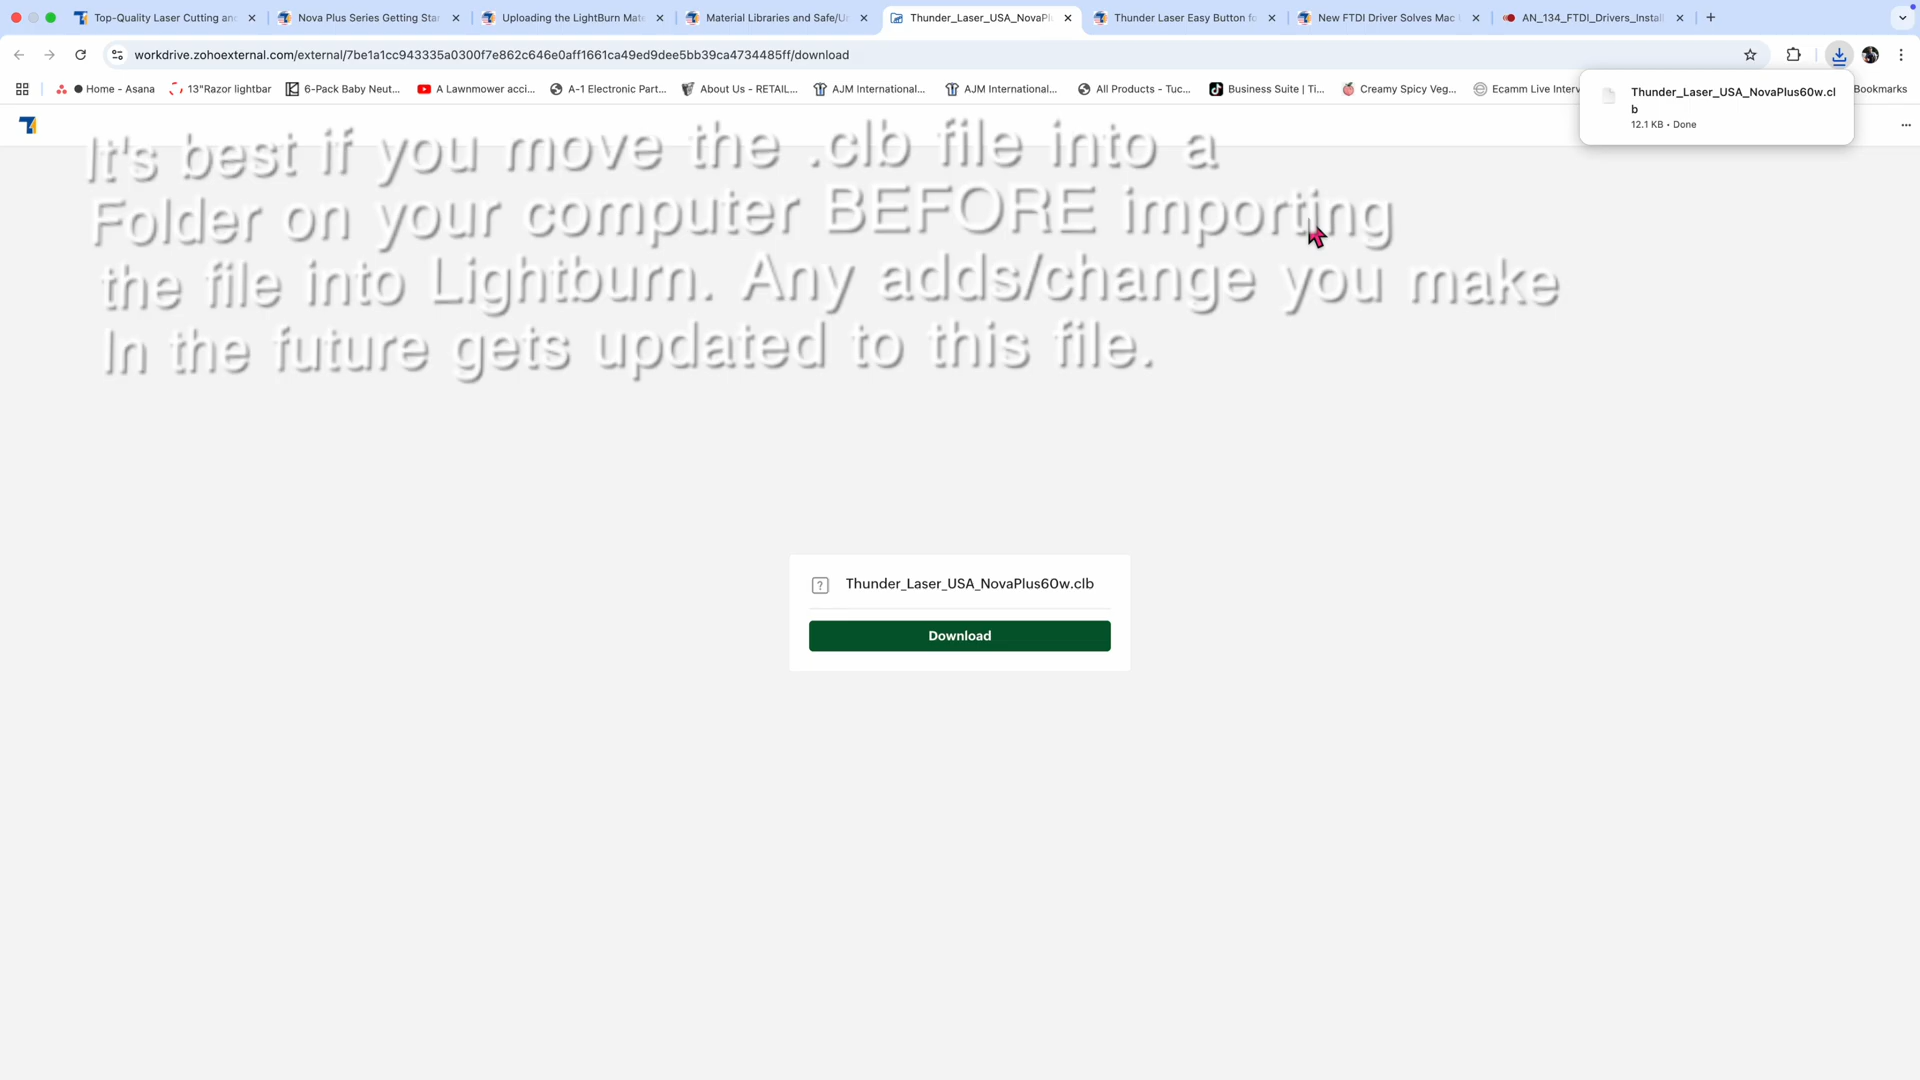 Top-Quality Laser Cutting an
Nova Plus Series Getting Star
Uploading the LightBurn Mate
Material Libraries and Safe/Un
Thunder_Laser_USA_NovaPl
Thunder Laser Easy Button fo
New FTDI Driver Solves Mac
AN_134_FTDI_Drivers_Install
workdrive.zohoexternal.com/external/7be1a1cc943335a0300f7e862c646e0aff1661ca49ed9dee5bb39ca4734485ff/download
Home - Asana
13"Razor lightbar
6-Pack Baby Neut...
A Lawnmower acci...
A-1 Electronic Part...
About Us - RETAIL...
AJM International...
AJM International...
All Products - Tuc...
Business Suite | Ti...
Creamy Spicy Veg...
Ecamm Live Interv
Bookmarks
Thunder_Laser_USA_NovaPlus60w.cl
b
12.1 KB • Done
It's best if you move the .clb file into a
Folder on your computer BEFORE importing
the file into Lightburn. Any adds/change you make
In the future gets updated to this file.
Thunder_Laser_USA_NovaPlus60w.clb
Download